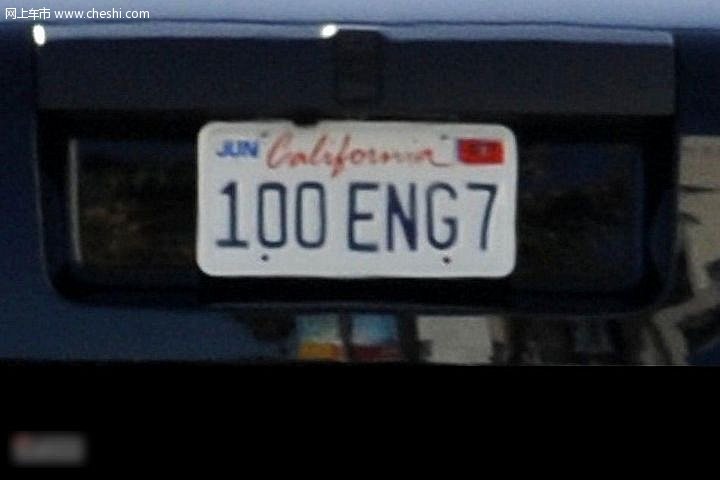 网上车市 www.cheshi.com
JUN California
100 ENG7